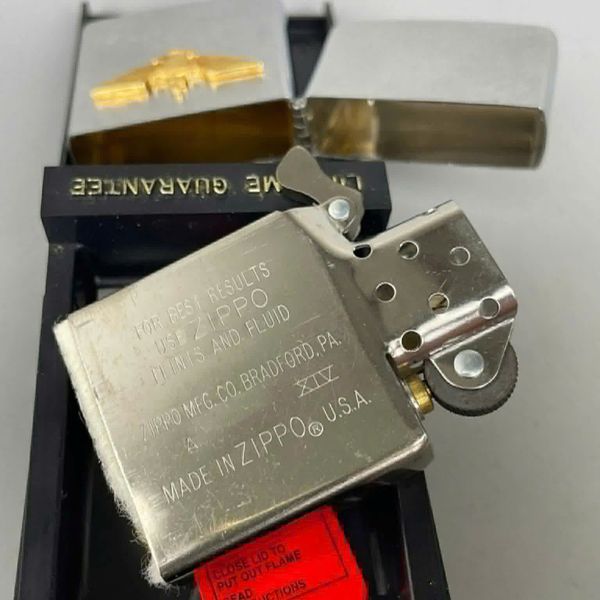 GUARANTEE
FOR BEST RESULTS
USE ZIPPO
FLINTS AND FLUID
ZIPPO MFG. CO. BRADFORD, PA.
A XIV
MADE IN ZIPPO® U.S.A.
CLOSE LID TO
PUT OUT FLAME
READ